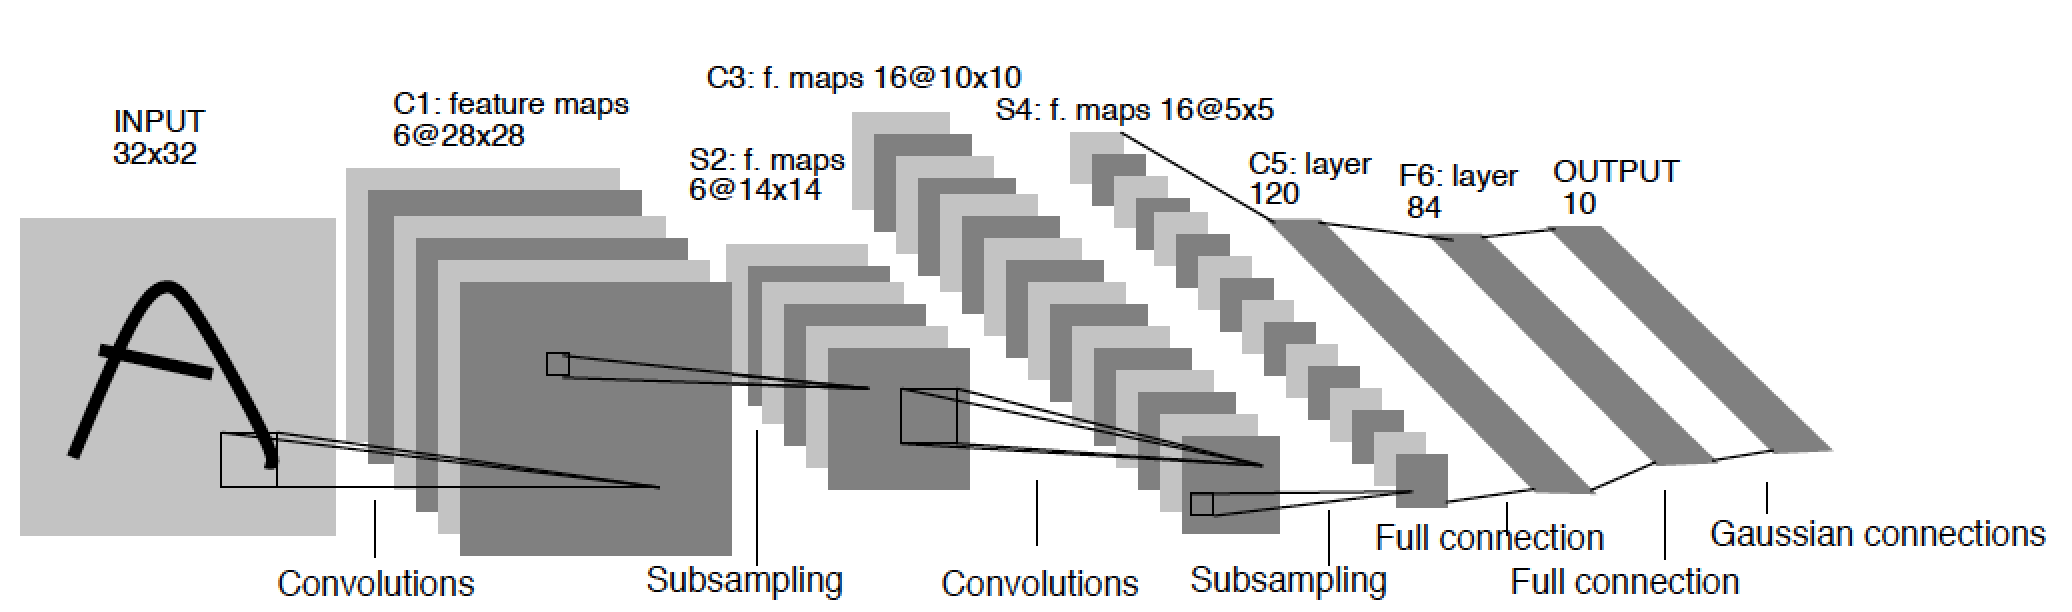 INPUT
32x32
C1: feature maps
6@28x28
S2: f. maps
6@14x14
C3: f. maps 16@10x10
S4: f. maps 16@5x5
C5: layer
120
F6: layer
84
OUTPUT
10
Convolutions
Subsampling
Convolutions
Subsampling
Full connection
Full connection
Gaussian connections